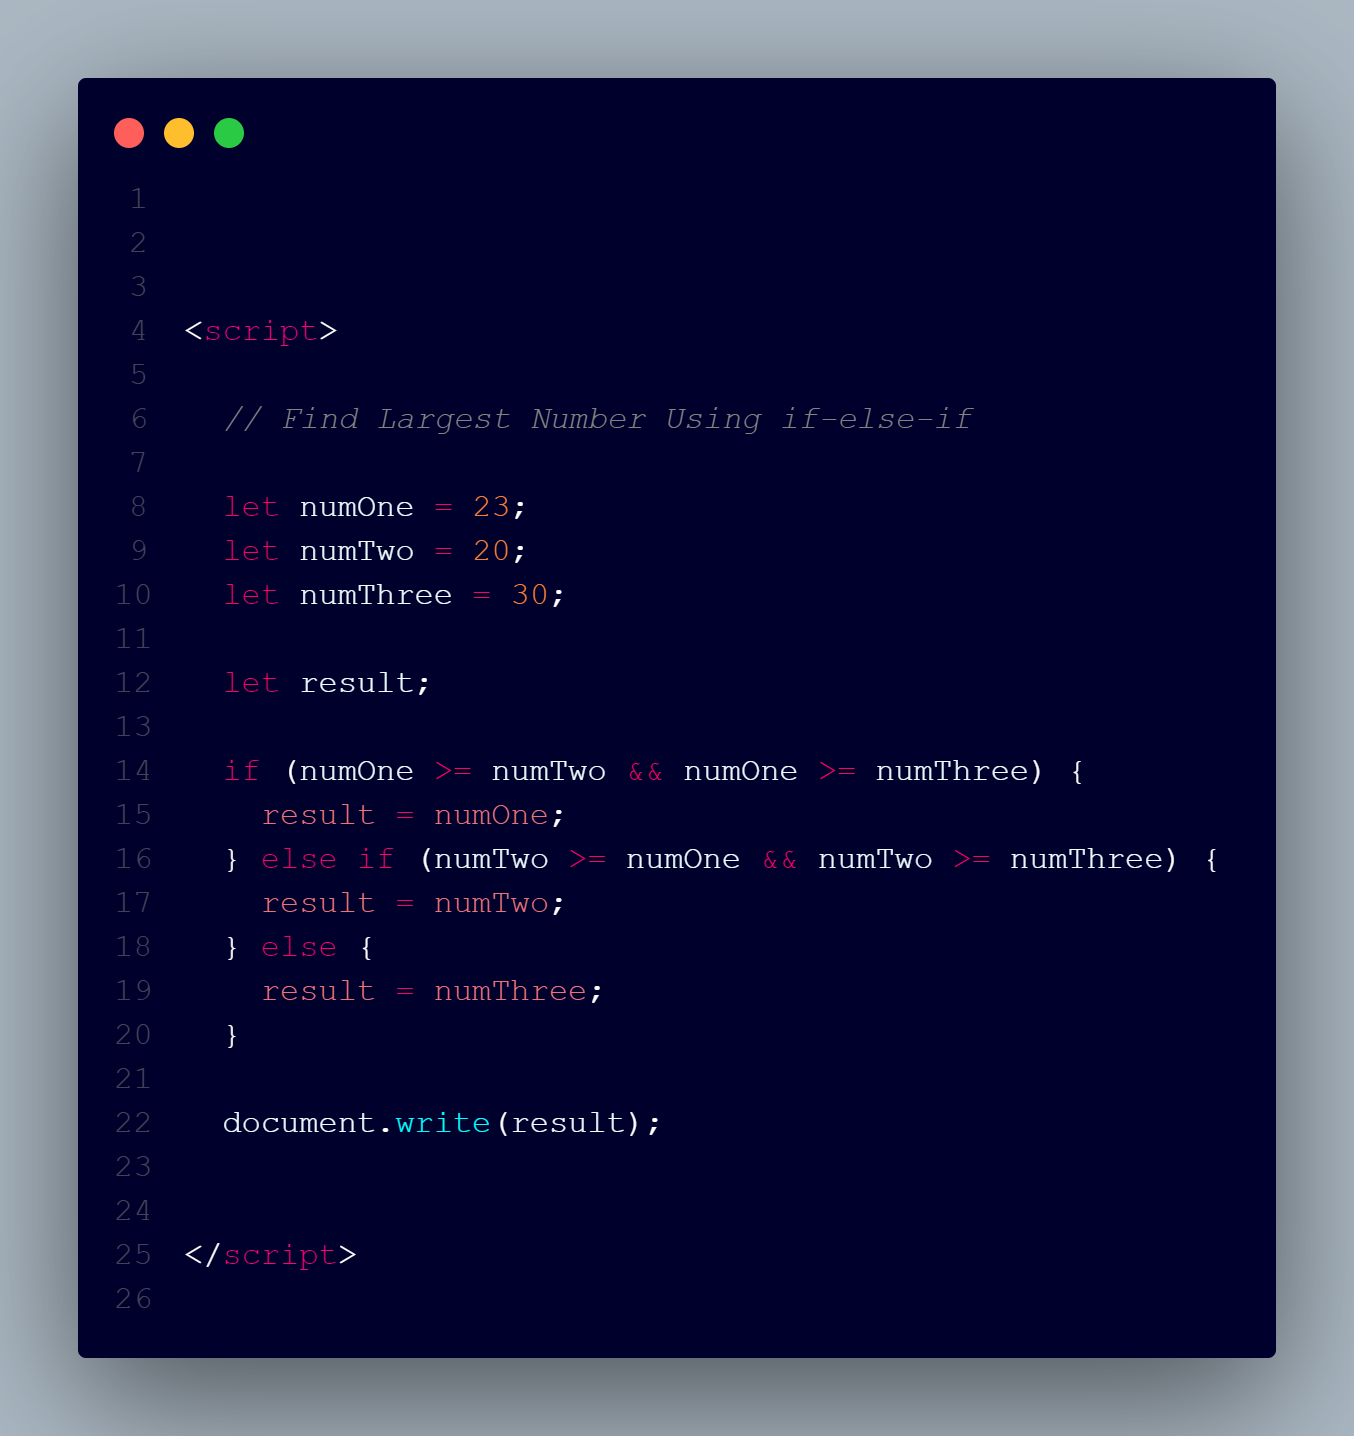 1
2
3
4 <script>
5
6   // Find Largest Number Using if-else-if
7
8   let numOne = 23;
9   let numTwo = 20;
10   let numThree = 30;
11
12   let result;
13
14   if (numOne >= numTwo && numOne >= numThree) {
15     result = numOne;
16   } else if (numTwo >= numOne && numTwo >= numThree) {
17     result = numTwo;
18   } else {
19     result = numThree;
20   }
21
22   document.write(result);
23
24
25 </script>
26